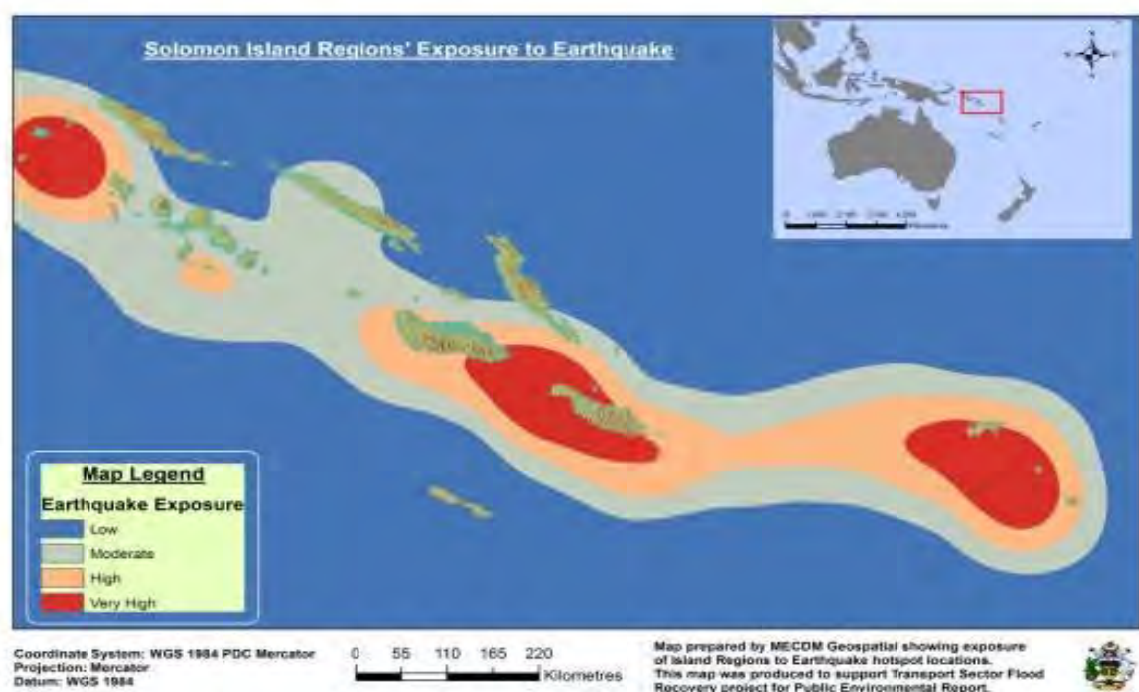 Solomon Island Regions' Exposure to Earthquake
Map Legend
Earthquake Exposure
Low
Moderate
High
Very High
Coordinate System: WGS 1984 PDC Mercator
Projection: Mercator
Datum: WGS 1984
0 55 110 165 220
Kilometres
Map prepared by MECDM Geospatial showing exposure
of Island Regions to Earthquake hotspot locations.
This map was produced to support Transport Sector Flood
Recovery project for Public Environmental Report.